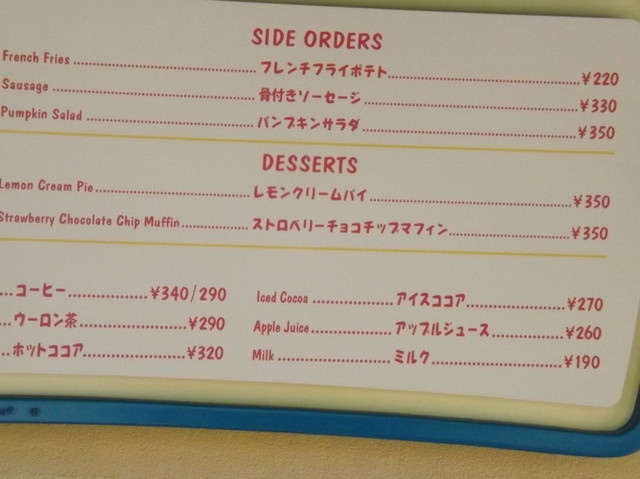 SIDE ORDERS
French Fries フレンチフライポテト ¥220
Sausage 骨付きソーセージ ¥330
Pumpkin Salad パンプキンサラダ ¥350
DESSERTS
Lemon Cream Pie レモンクリームパイ ¥350
Strawberry Chocolate Chip Muffin ストロベリーチョコチップマフィン ¥350
コーヒー ¥340/290
ウーロン茶 ¥290
ホットココア ¥320
Iced Cocoa アイスココア ¥270
Apple Juice アップルジュース ¥260
Milk ミルク ¥190